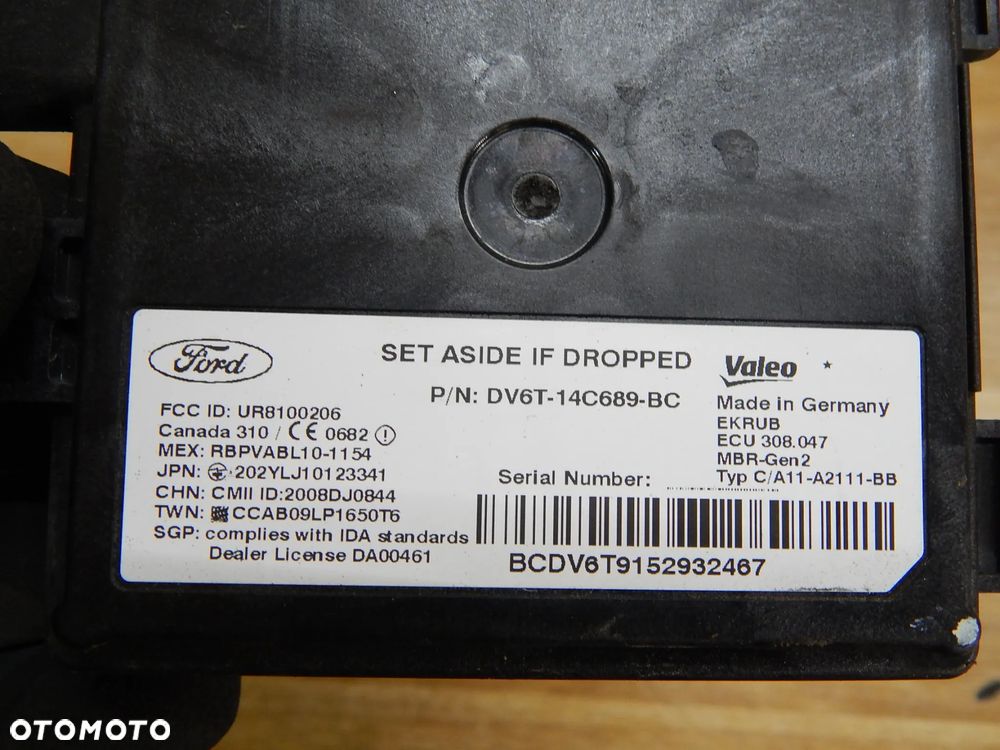 Ford
SET ASIDE IF DROPPED
Valeo
P/N: DV6T-14C689-BC
FCC ID: UR8100206
Canada 310 / CE 0682
MEX: RBPVABL10-1154
JPN: 202YLJ10123341
CHN: CMII ID:2008DJ0844
TWN: CCAB09LP1650T6
SGP: complies with IDA standards
Dealer License DA00461
Made in Germany
EKRUB
ECU 308.047
MBR-Gen2
Typ C/A11-A2111-BB
Serial Number:
BCDV6T9152932467
OTOMOTO